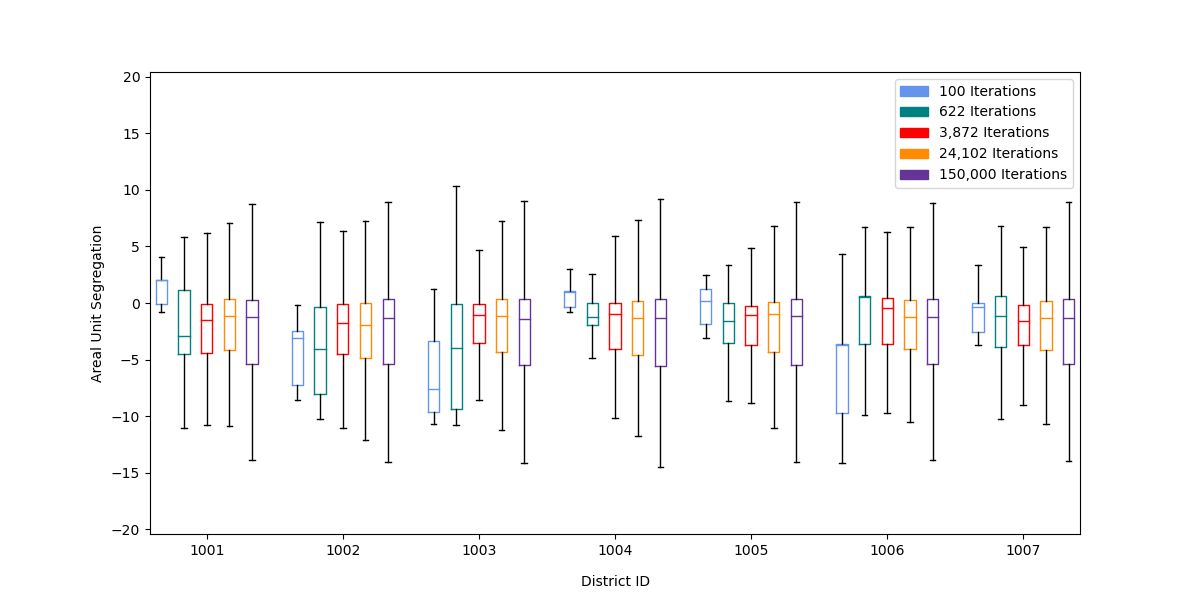 20
15
10
5
0
−5
−10
−15
−20
Areal Unit Segregation
100 Iterations
622 Iterations
3,872 Iterations
24,102 Iterations
150,000 Iterations
1001 1002 1003 1004 1005 1006 1007
District ID